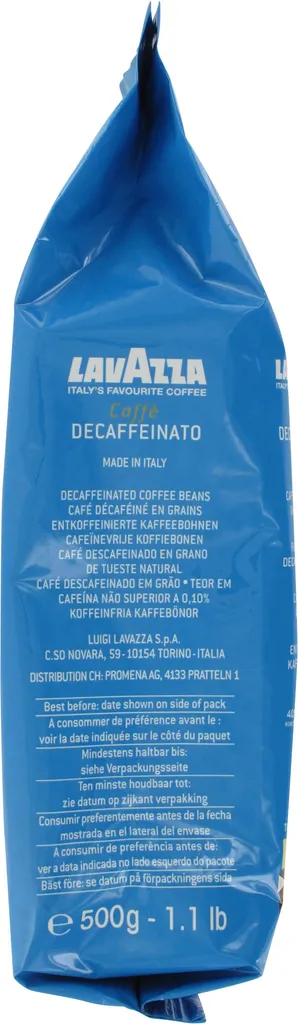 LAVAZZA
ITALY'S FAVOURITE COFFEE
Caffè
DECAFFEINATO
MADE IN ITALY
DECAFFEINATED COFFEE BEANS
CAFÉ DÉCAFÉINÉ EN GRAINS
ENTKOFFEINIERTE KAFFEEBOHNEN
CAFEÏNEVRIJE KOFFIEBONEN
CAFÉ DESCAFEINADO EN GRANO
DE TUESTE NATURAL
CAFÉ DESCAFEINADO EM GRÃO • TEOR EM
CAFEÍNA NÃO SUPERIOR A 0,10%
KOFFEINFRIA KAFFEBÖNOR
LUIGI LAVAZZA S.p.A.
C.SO NOVARA, 59 - 10154 TORINO - ITALIA
DISTRIBUTION CH: PROMENA AG, 4133 PRATTELN 1
Best before: date shown on side of pack
A consommer de préférence avant le :
voir la date indiquée sur le côté du paquet
Mindestens haltbar bis:
siehe Verpackungsseite
Ten minste houdbaar tot:
zie datum op zijkant verpakking
Consumir preferentemente antes de la fecha
mostrada en el lateral del envase
A consumir de preferência antes de:
ver a data indicada no lado esquerdo do pacote
Bäst före: se datum på förpackningens sida
℮ 500g - 1.1 lb